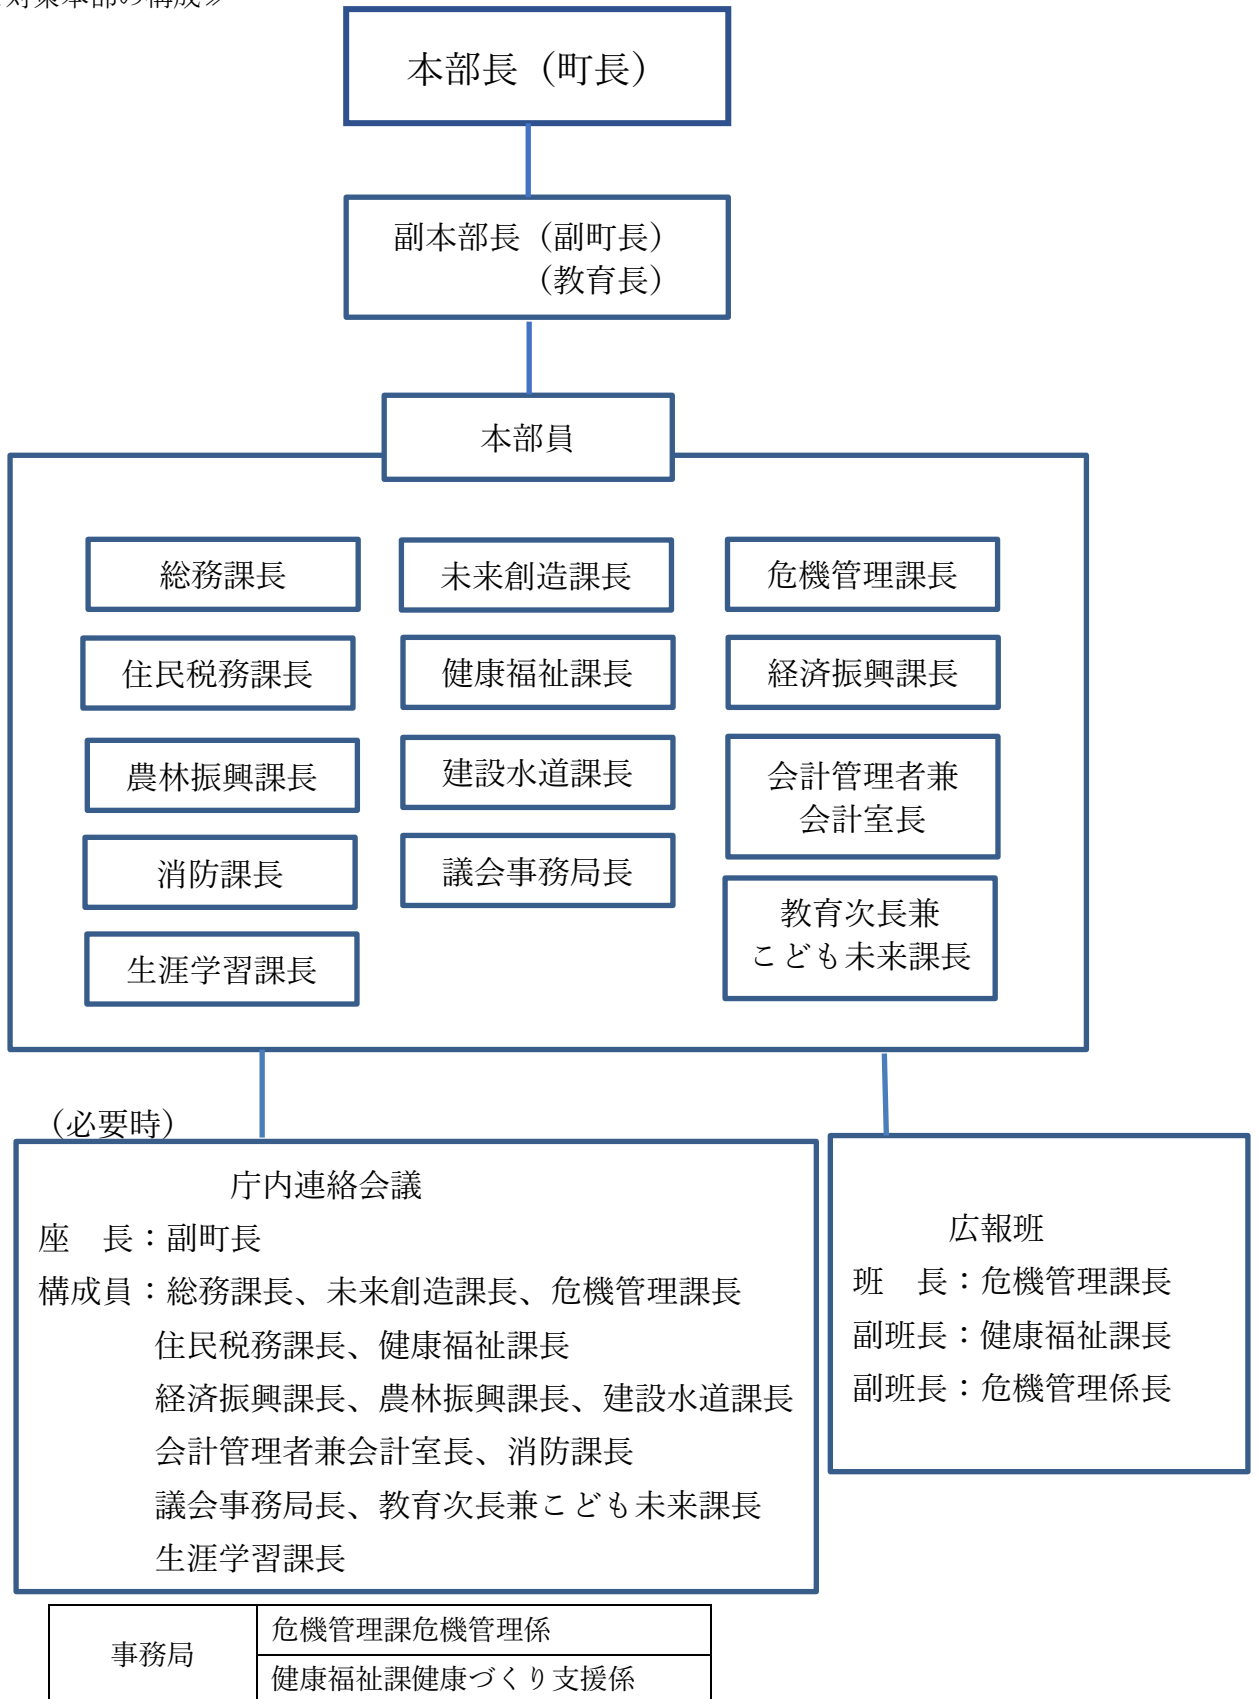 対策本部の構成≫
本部長（町長）
副本部長（副町長）
（教育長）
本部員
総務課長
未来創造課長
危機管理課長
住民税務課長
健康福祉課長
経済振興課長
農林振興課長
建設水道課長
会計管理者兼
会計室長
消防課長
議会事務局長
教育次長兼
こども未来課長
生涯学習課長
（必要時）
庁内連絡会議
座　長：副町長
構成員：総務課長、未来創造課長、危機管理課長
住民税務課長、健康福祉課長
経済振興課長、農林振興課長、建設水道課長
会計管理者兼会計室長、消防課長
議会事務局長、教育次長兼こども未来課長
生涯学習課長
広報班
班　長：危機管理課長
副班長：健康福祉課長
副班長：危機管理係長
事務局
危機管理課危機管理係
健康福祉課健康づくり支援係